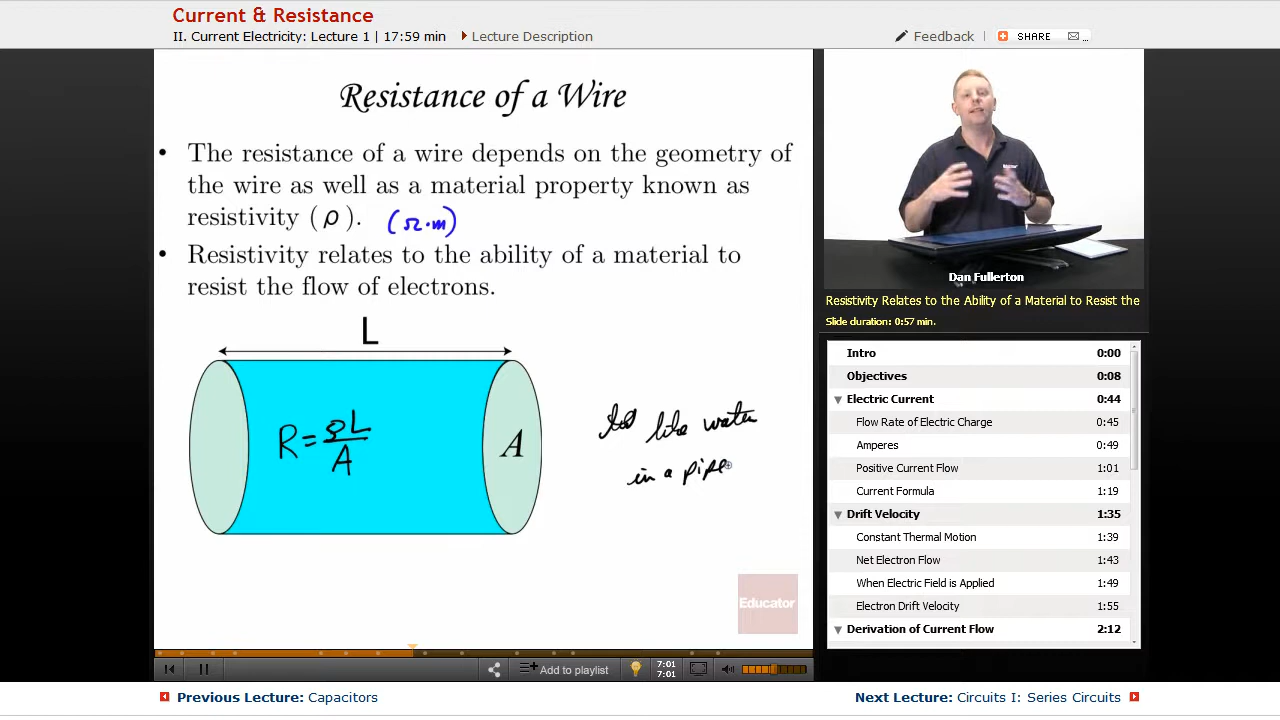 Current & Resistance
II. Current Electricity: Lecture 1 | 17:59 min
Lecture Description
Feedback
SHARE
Resistance of a Wire
• The resistance of a wire depends on the geometry of
the wire as well as a material property known as
resistivity (ρ). (Ω·m)
• Resistivity relates to the ability of a material to
resist the flow of electrons.
L
R = ρL
A
A
like water
in a pipe
Educator
Dan Fullerton
Resistivity Relates to the Ability of a Material to Resist the
Slide duration: 0:57 min.
Intro 0:00
Objectives 0:08
Electric Current 0:44
Flow Rate of Electric Charge 0:45
Amperes 0:49
Positive Current Flow 1:01
Current Formula 1:19
Drift Velocity 1:35
Constant Thermal Motion 1:39
Net Electron Flow 1:43
When Electric Field is Applied 1:49
Electron Drift Velocity 1:55
Derivation of Current Flow 2:12
Add to playlist
7:01
7:01
Previous Lecture: Capacitors
Next Lecture: Circuits I: Series Circuits